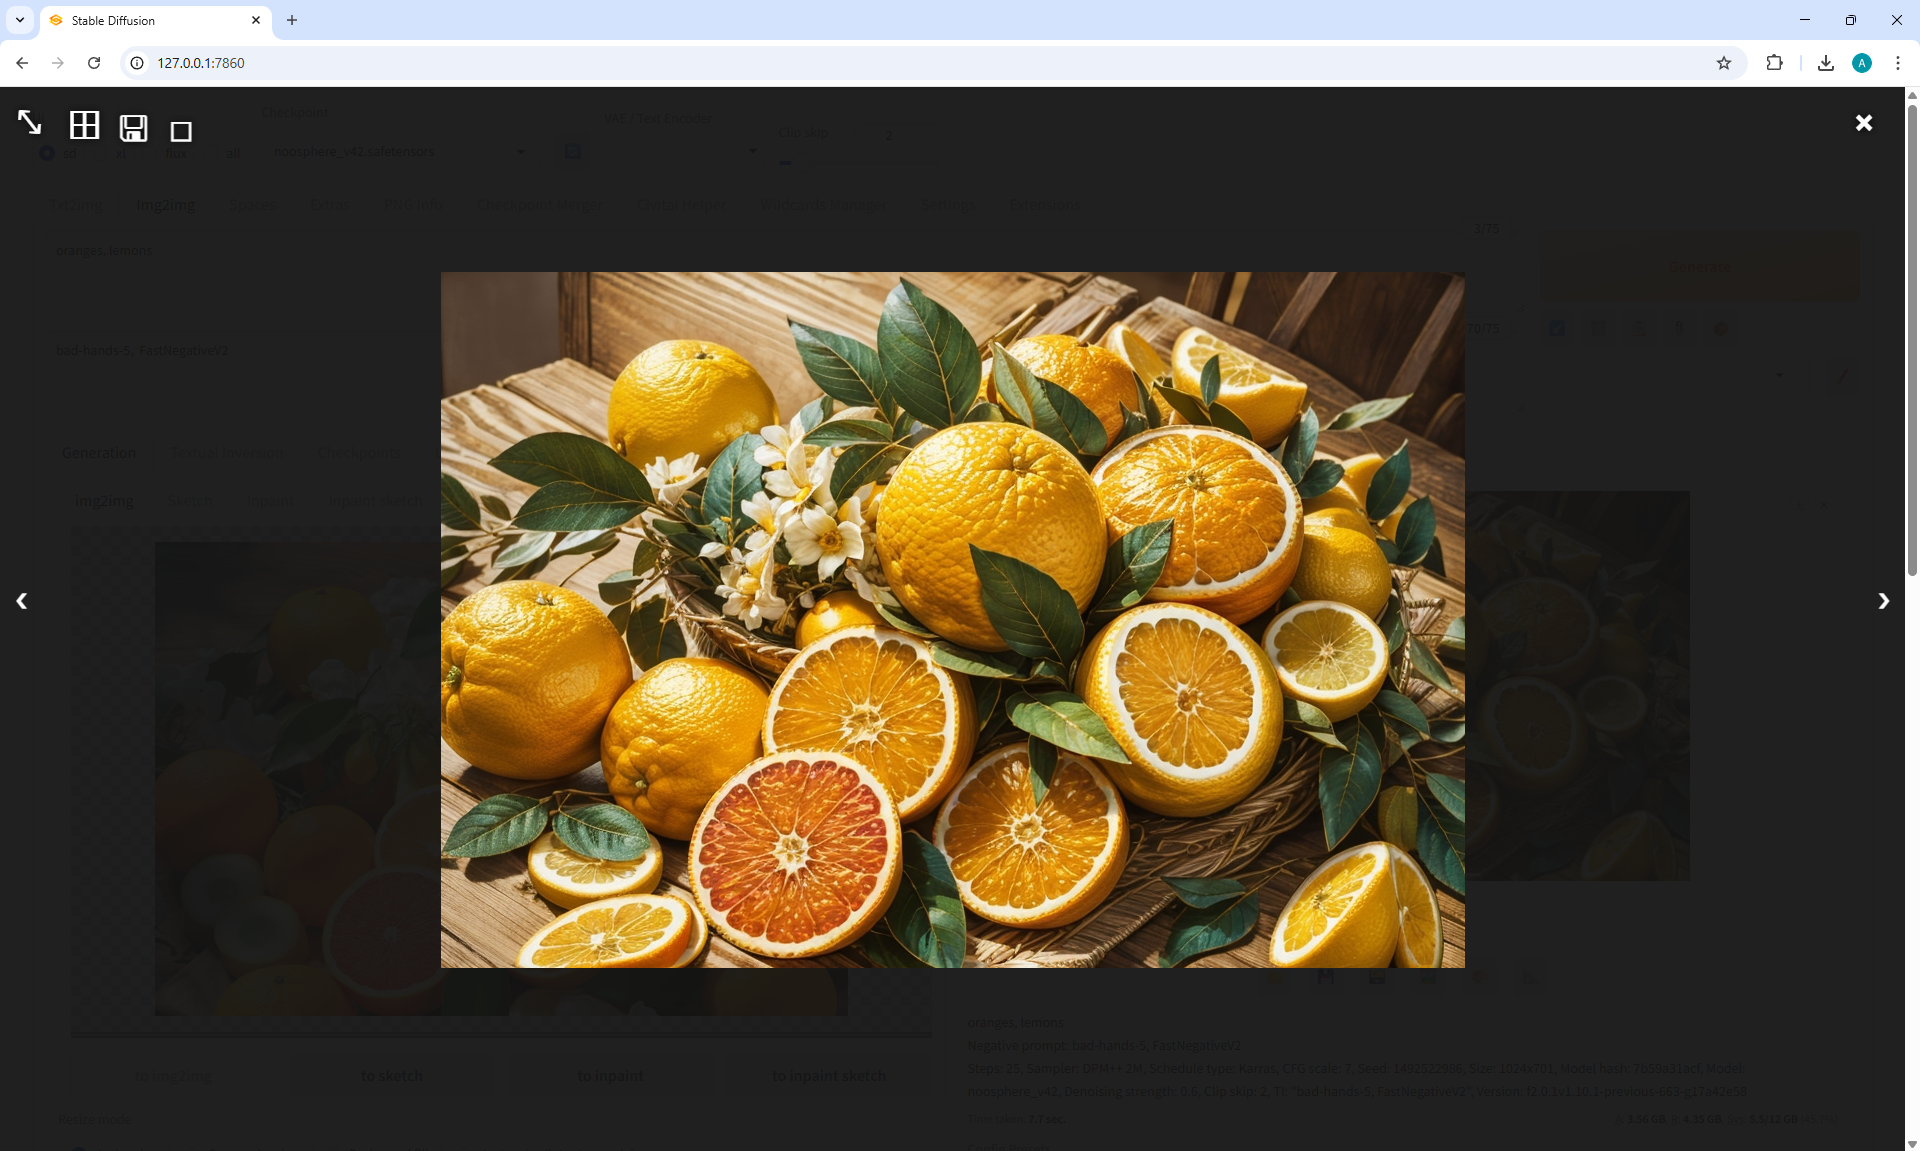 Stable Diffusion
127.0.0.1:7860
Checkpoint
VAE / Text Encoder
Clip skip
2
sd
xl
flux
all
noosphere_v42.safetensors
Txt2img
Img2img
Spaces
Extras
PNG Info
Checkpoint Merger
Civitai Helper
Wildcards Manager
Settings
Extensions
3/75
oranges, lemons
Generate
70/75
bad-hands-5, FastNegativeV2
Generation
Textual Inversion
Checkpoints
img2img
Sketch
Inpaint
Inpaint sketch
oranges, lemons
Negative prompt: bad-hands-5, FastNegativeV2
Steps: 25, Sampler: DPM++ 2M, Schedule type: Karras, CFG scale: 7, Seed: 1492522986, Size: 1024x701, Model hash: 7b59a31acf, Model:
noosphere_v42, Denoising strength: 0.6, Clip skip: 2, TI: "bad-hands-5, FastNegativeV2", Version: f2.0.1v1.10.1-previous-663-g17a42e58
to img2img
to sketch
to inpaint
to inpaint sketch
Resize mode
Time taken: 7.7 sec.